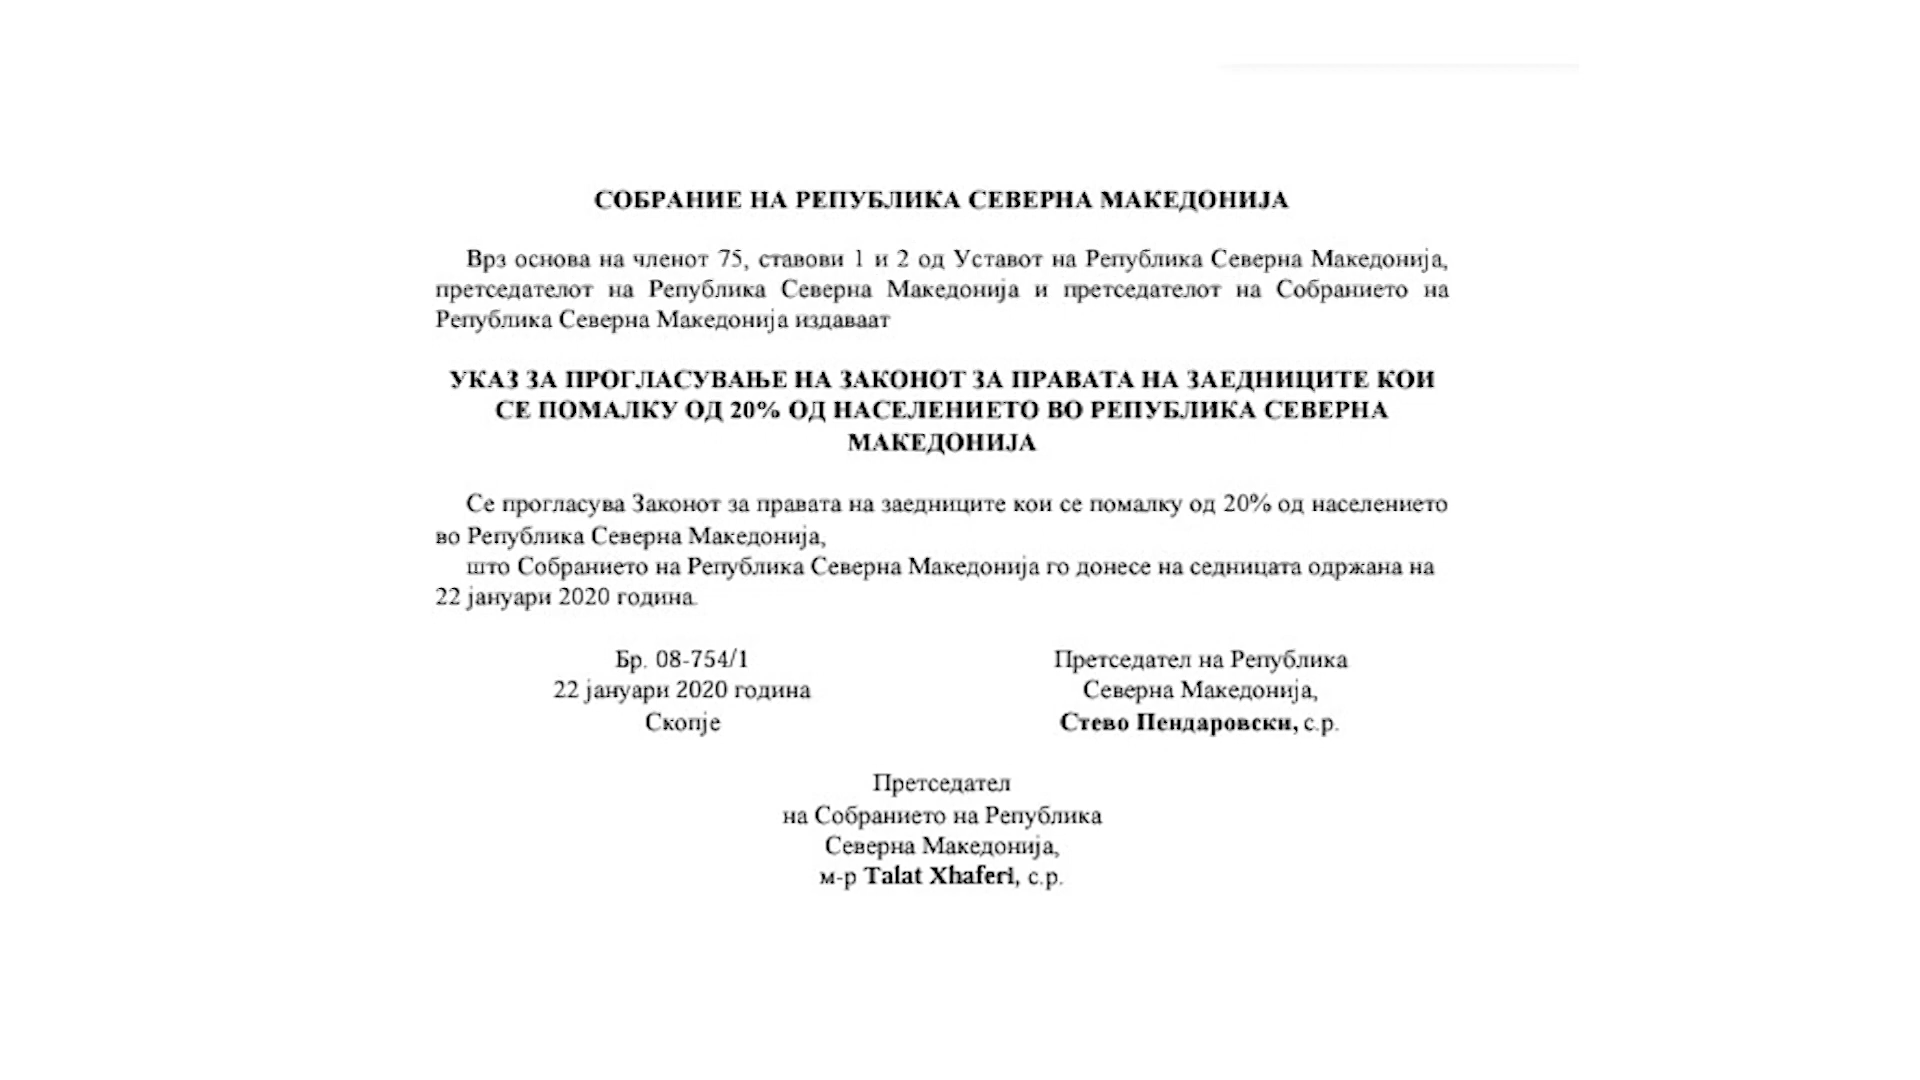 СОБРАНИЕ НА РЕПУБЛИКА СЕВЕРНА МАКЕДОНИЈА
Врз основа на членот 75, ставови 1 и 2 од Уставот на Република Северна Македонија,
претседателот на Република Северна Македонија и претседателот на Собранието на
Република Северна Македонија издаваат
УКАЗ ЗА ПРОГЛАСУВАЊЕ НА ЗАКОНОТ ЗА ПРАВАТА НА ЗАЕДНИЦИТЕ КОИ
СЕ ПОМАЛКУ ОД 20% ОД НАСЕЛЕНИЕТО ВО РЕПУБЛИКА СЕВЕРНА
МАКЕДОНИЈА
Се прогласува Законот за правата на заедниците кои се помалку од 20% од населението
во Република Северна Македонија,
што Собранието на Република Северна Македонија го донесе на седницата одржана на
22 јануари 2020 година.
Бр. 08-754/1
22 јануари 2020 година
Скопје
Претседател на Република
Северна Македонија,
Стево Пендаровски, с.р.
Претседател
на Собранието на Република
Северна Македонија,
м-р Talat Xhaferi, с.р.